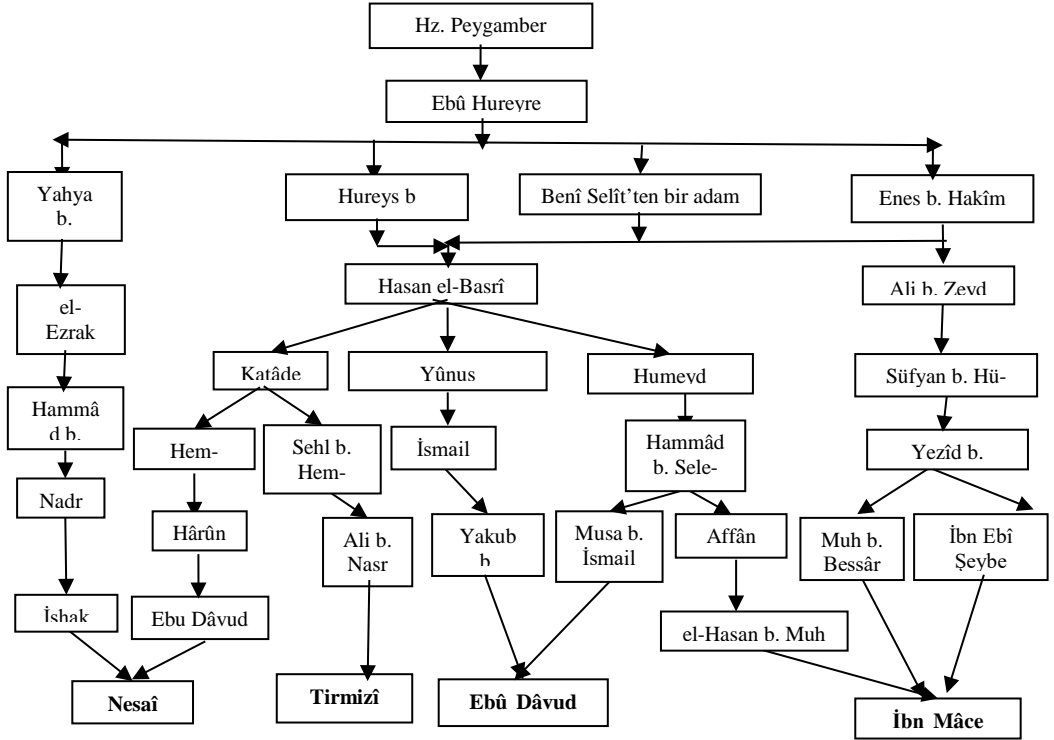 Hz. Peygamber
Ebû Hureyre
Yahya
b.
Hureys b
Benî Selît’ten bir adam
Enes b. Hakîm
el-
Ezrak
Hasan el-Basrî
Ali b. Zeyd
Katâde
Yûnus
Humeyd
Süfyan b. Hü-
Hammâ
d b.
Hem-
Sehl b.
Hem-
İsmail
Hammâd
b. Sele-
Yezîd b.
Nadr
Hârûn
Ali b.
Nasr
Yakub
b
Musa b.
İsmail
Affân
Muh b.
Bessâr
İbn Ebî
Şeybe
İshak
Ebu Dâvud
el-Hasan b. Muh
Nesaî
Tirmizî
Ebû Dâvud
İbn Mâce